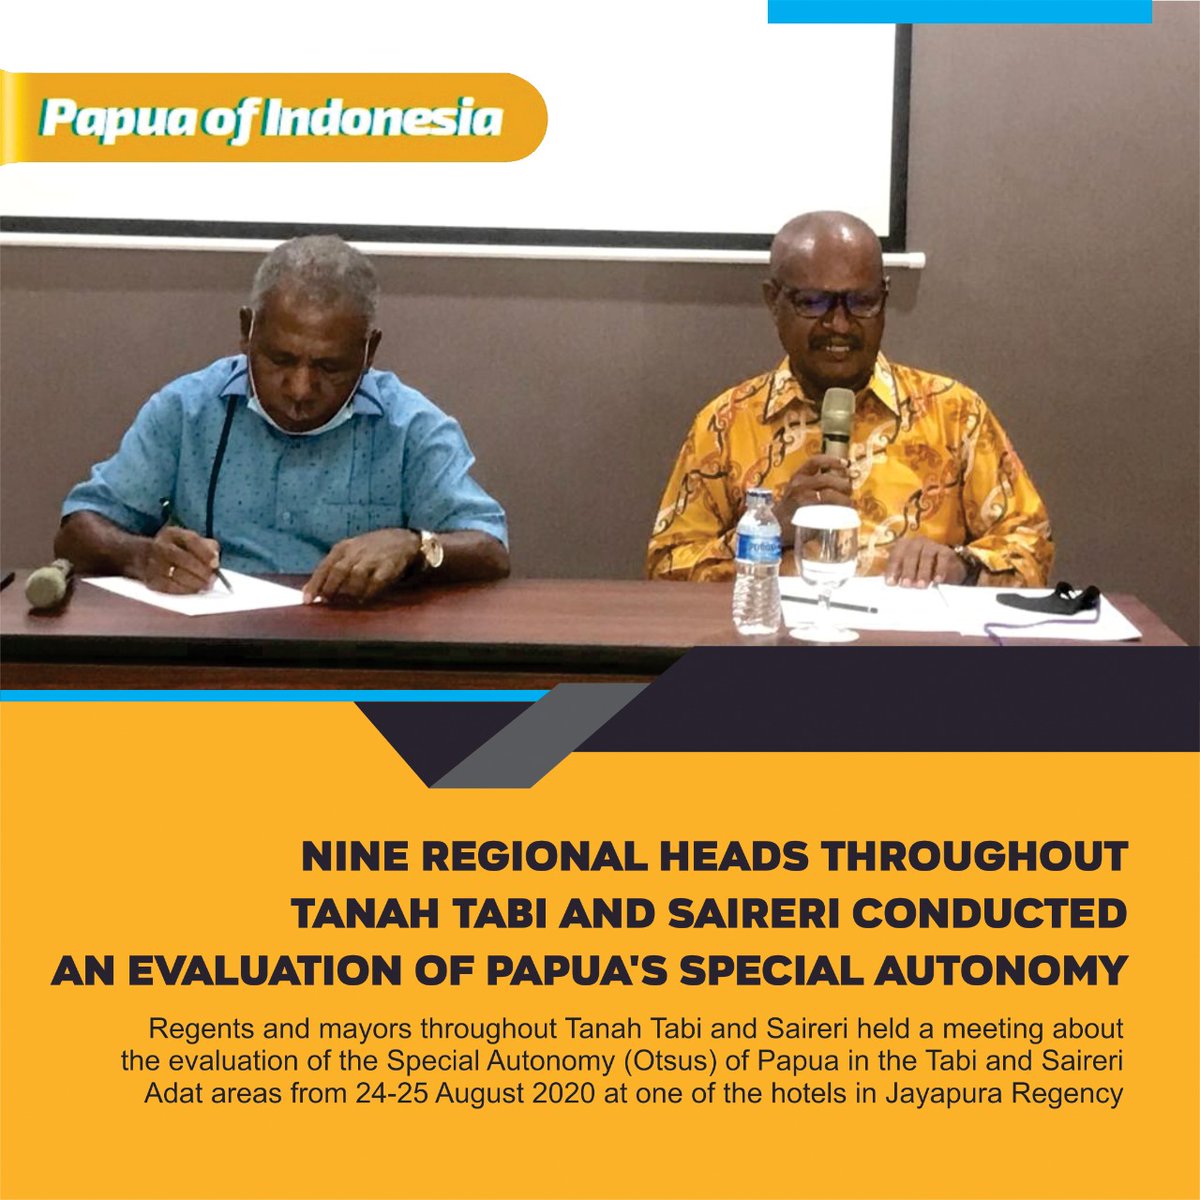 Papua of Indonesia
NINE REGIONAL HEADS THROUGHOUT
TANAH TABI AND SAIRERI CONDUCTED
AN EVALUATION OF PAPUA'S SPECIAL AUTONOMY
Regents and mayors throughout Tanah Tabi and Saireri held a meeting about
the evaluation of the Special Autonomy (Otsus) of Papua in the Tabi and Saireri
Adat areas from 24-25 August 2020 at one of the hotels in Jayapura Regency